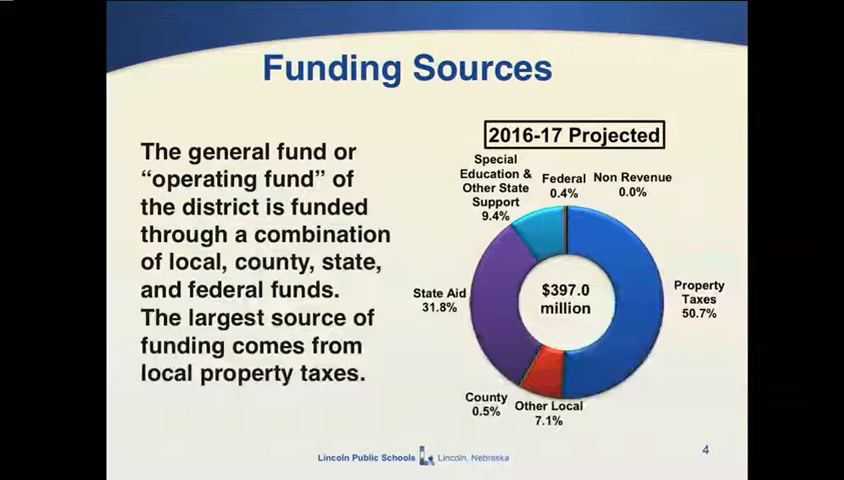 Funding Sources
The general fund or
“operating fund” of
the district is funded
through a combination
of local, county, state,
and federal funds.
The largest source of
funding comes from
local property taxes.
2016-17 Projected
Special
Education &
Other State
Support
9.4%
Federal
0.4%
Non Revenue
0.0%
State Aid
31.8%
$397.0
million
Property
Taxes
50.7%
County
0.5%
Other Local
7.1%
Lincoln Public Schools Lincoln, Nebraska
4